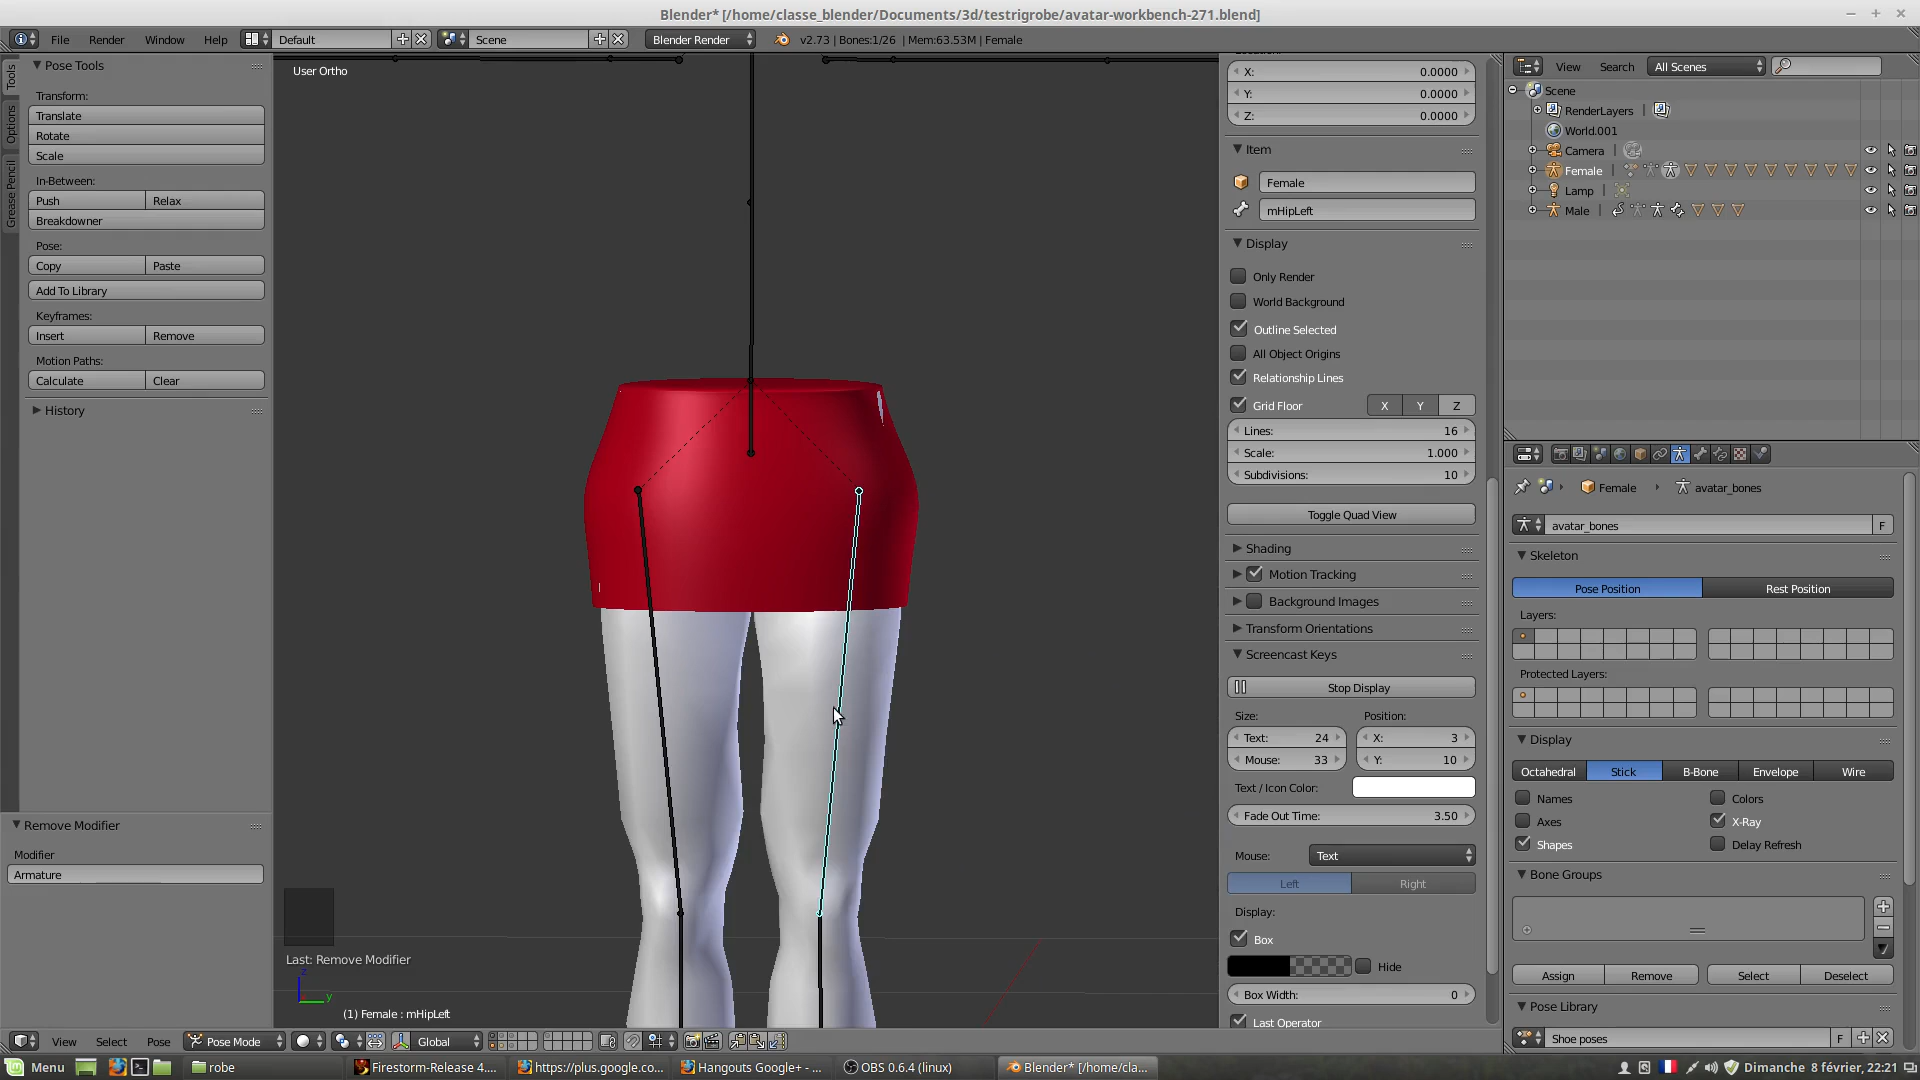 Blender* [/home/classe_blender/Documents/3d/testrigrobe/avatar-workbench-271.blend]
File Render Window Help Default Scene Blender Render v2.73 | Bones:1/26 | Mem:63.53M | Female
Tools
Options
Grease Pencil
Pose Tools
Transform:
Translate
Rotate
Scale
In-Between:
Push Relax
Breakdowner
Pose:
Copy Paste
Add To Library
Keyframes:
Insert Remove
Motion Paths:
Calculate Clear
History
Remove Modifier
Modifier
Armature
User Ortho
Last: Remove Modifier
z
y
(1) Female : mHipLeft
View Select Pose Pose Mode Global
X: 0.0000
Y: 0.0000
Z: 0.0000
Item
Female
mHipLeft
Display
Only Render
World Background
Outline Selected
All Object Origins
Relationship Lines
Grid Floor X Y Z
Lines: 16
Scale: 1.000
Subdivisions: 10
Toggle Quad View
Shading
Motion Tracking
Background Images
Transform Orientations
Screencast Keys
Stop Display
Size: Position:
Text: 24 X: 3
Mouse: 33 Y: 10
Text / Icon Color:
Fade Out Time: 3.50
Mouse: Text
Left Right
Display:
Box
Hide
Box Width: 0
Last Operator
View Search All Scenes
Scene
RenderLayers |
World.001
Camera |
Female |
Lamp |
Male |
Female avatar_bones
avatar_bones F
Skeleton
Pose Position Rest Position
Layers:
Protected Layers:
Display
Octahedral Stick B-Bone Envelope Wire
Names Colors
Axes X-Ray
Shapes Delay Refresh
Bone Groups
Assign Remove Select Deselect
Pose Library
Shoe poses F
Menu robe Firestorm-Release 4.... https://plus.google.co... Hangouts Google+ - ... OBS 0.6.4 (linux) Blender* [/home/cla... Dimanche 8 février, 22:21